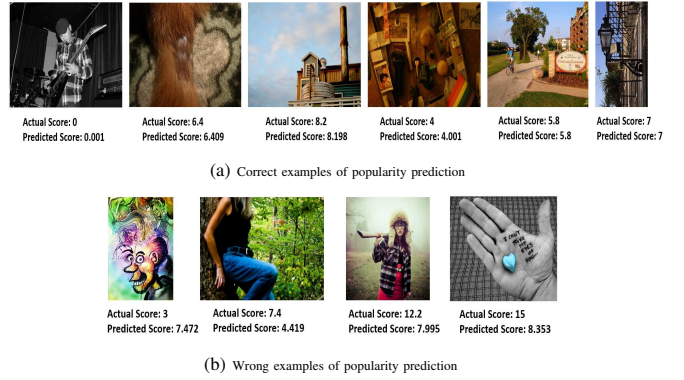 Actual Score: 0
Predicted Score: 0.001
Actual Score: 6.4
Predicted Score: 6.409
Actual Score: 8.2
Predicted Score: 8.198
Actual Score: 4
Predicted Score: 4.001
Actual Score: 5.8
Predicted Score: 5.8
Actual Score: 7
Predicted Score: 7
(a) Correct examples of popularity prediction
I CAN'T
EYES
Actual Score: 3
Predicted Score: 7.472
Actual Score: 7.4
Predicted Score: 4.419
Actual Score: 12.2
Predicted Score: 7.995
Actual Score: 15
Predicted Score: 8.353
(b) Wrong examples of popularity prediction